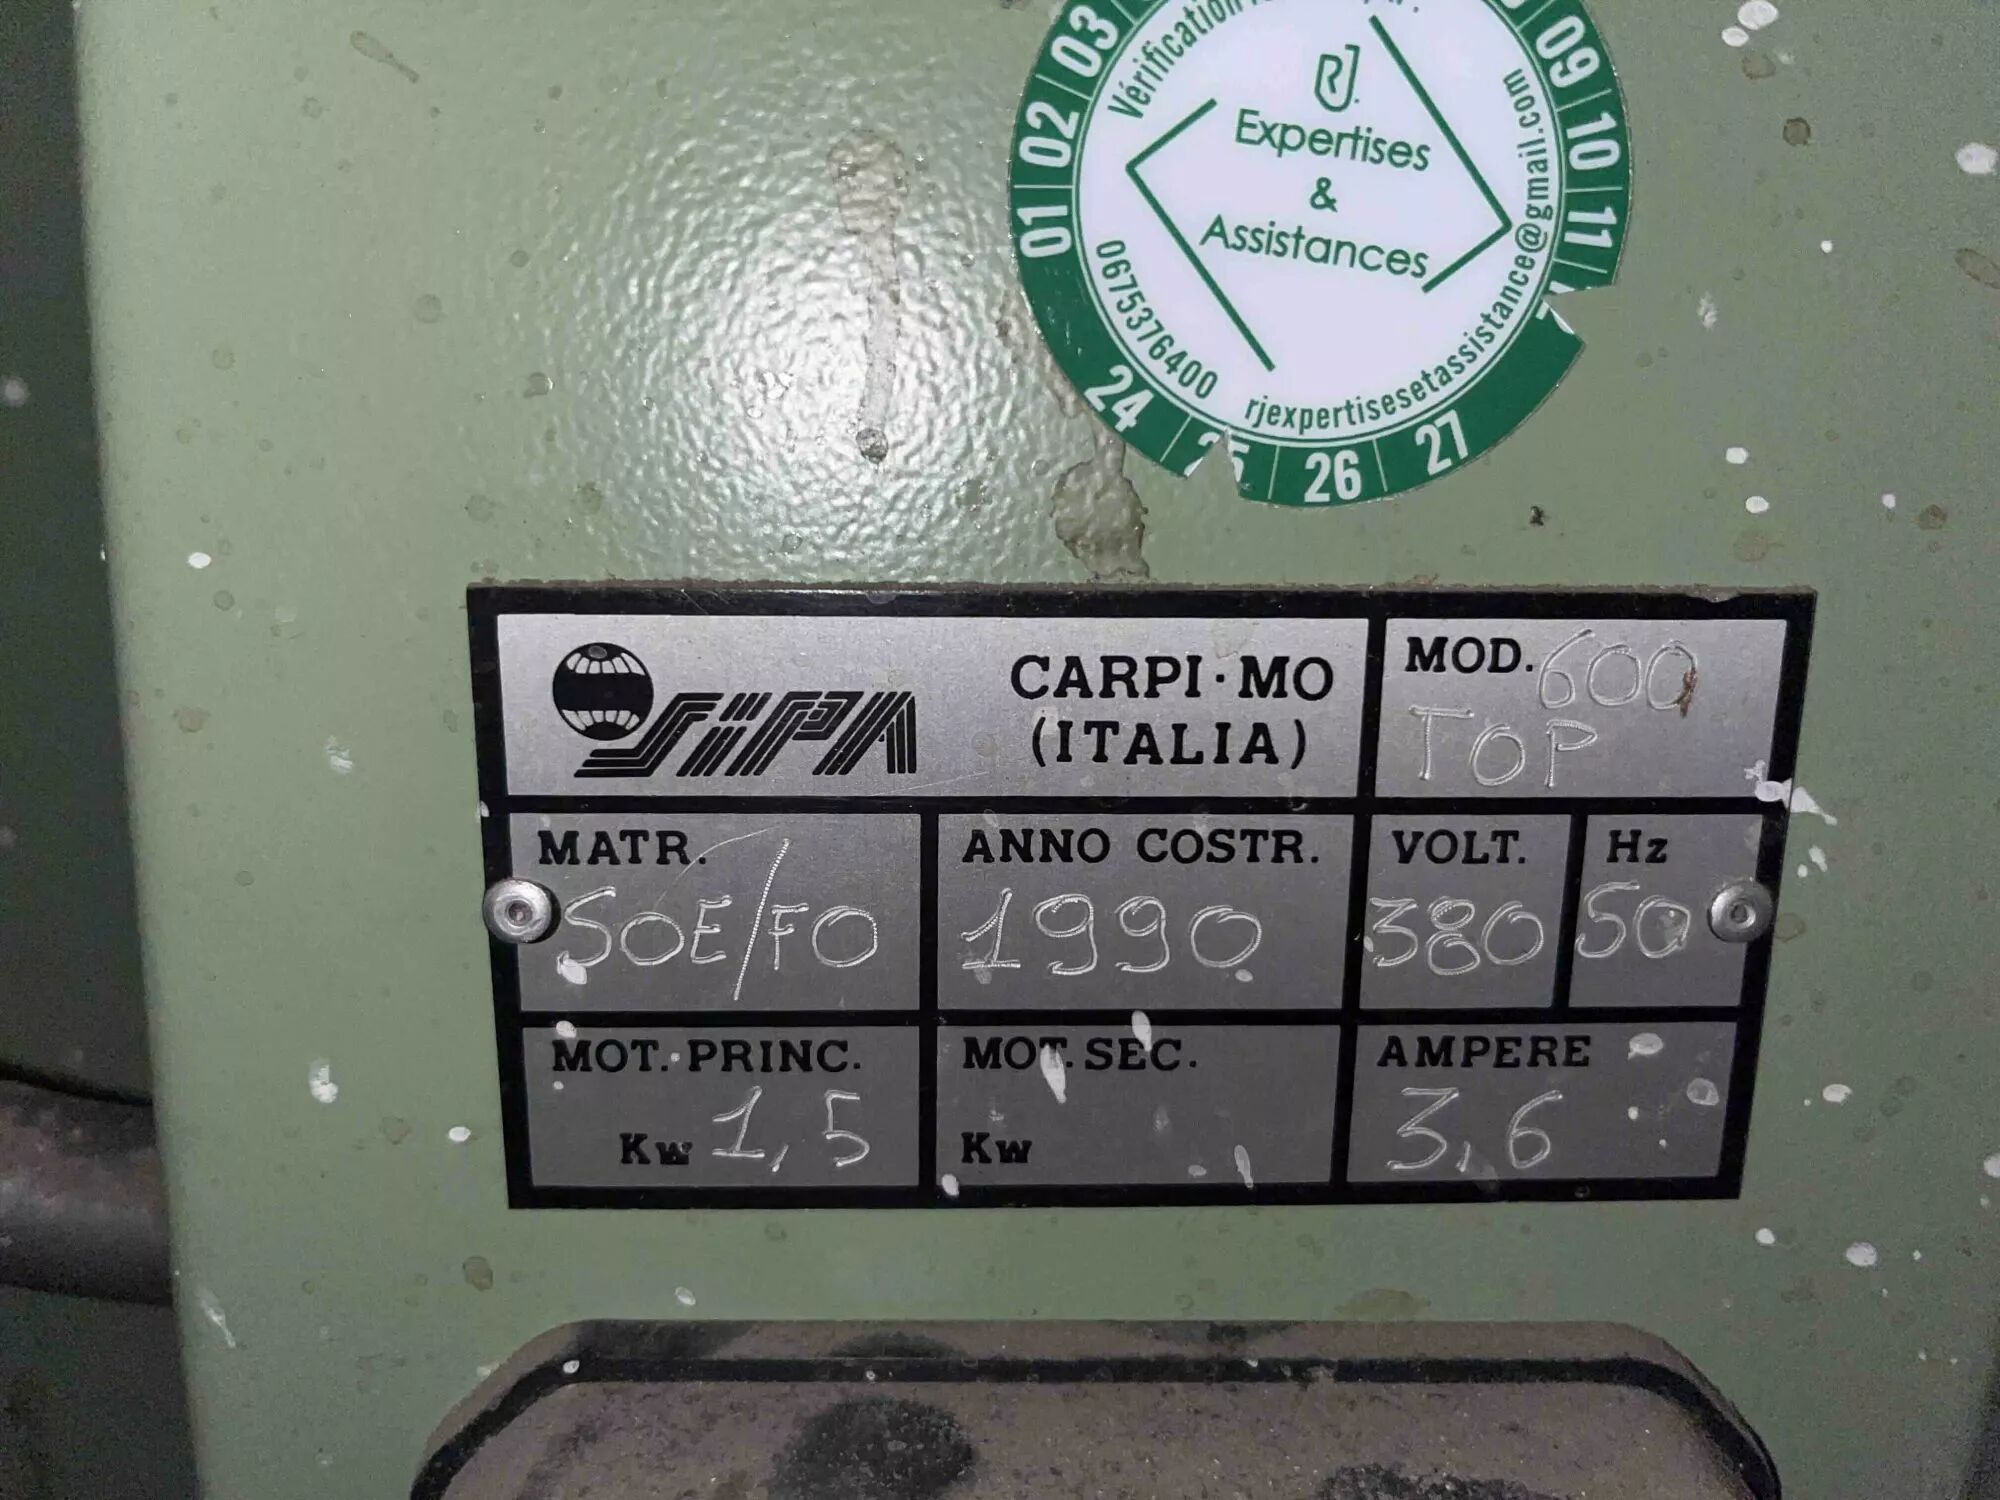 Vérification
01 02 03
09 10 11
RJ
Expertises
&
Assistances
0675376400
rjexpertisesetassistance@gmail.com
24 25 26 27
SIPA
CARPI·MO
(ITALIA)
MOD. 600
TOP
MATR.
SOE/FO
ANNO COSTR.
1990
VOLT.
380
Hz
50
MOT. PRINC.
Kw 1,5
MOT. SEC.
Kw
AMPERE
3,6